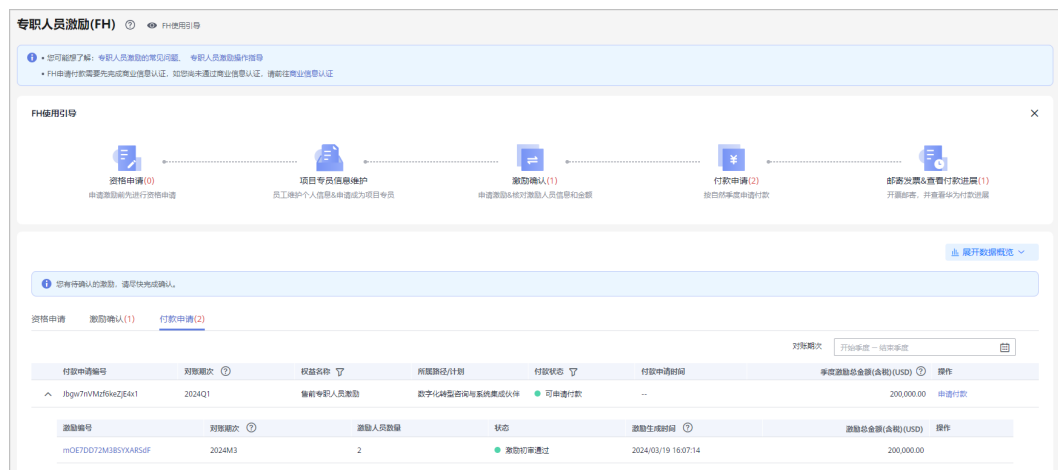 专职人员激励(FH) ? FH使用引导
• 您可能想了解：专职人员激励的常见问题、 专职人员激励操作指导
• FH申请付款需要先完成商业信息认证，如您尚未通过商业信息认证，请前往商业信息认证
FH使用引导
资格申请(0) 项目专员信息维护 激励确认(1) 付款申请(2) 邮寄发票&查看付款进展(1)
申请激励前先进行资格申请 员工维护个人信息&申请成为项目专员 申请激励&核对激励人员信息和金额 按自然季度申请付款 开票邮寄，并查看华为付款进展
展开数据概览
您有待确认的激励，请尽快完成确认。
资格申请 激励确认(1) 付款申请(2)
对账期次 开始季度 – 结束季度
付款申请编号 对账期次 ? 权益名称 所属路径/计划 付款状态 付款申请时间 季度激励总金额(含税)(USD) ? 操作
Jbgw7nVMzf6keZjE4x1 2024Q1 售前专职人员激励 数字化转型咨询与系统集成伙伴 可申请付款 -- 200,000.00 申请付款
激励编号 对账期次 ? 激励人员数量 状态 激励生成时间 ? 激励总金额(含税)(USD) 操作
mOE7DD72M3BSYXARSdF 2024M3 2 激励初审通过 2024/03/19 16:07:14 200,000.00